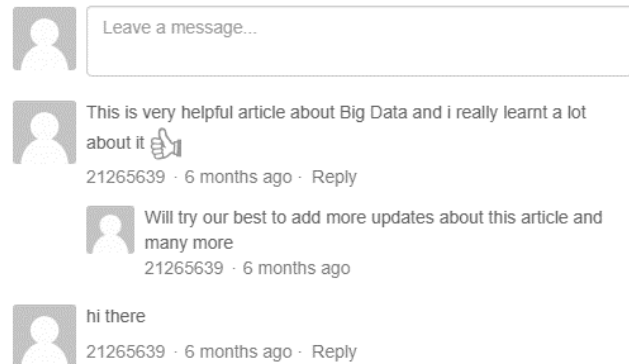 Leave a message...
This is very helpful article about Big Data and i really learnt a lot
about it
21265639 · 6 months ago · Reply
Will try our best to add more updates about this article and
many more
21265639 · 6 months ago
hi there
21265639 · 6 months ago · Reply